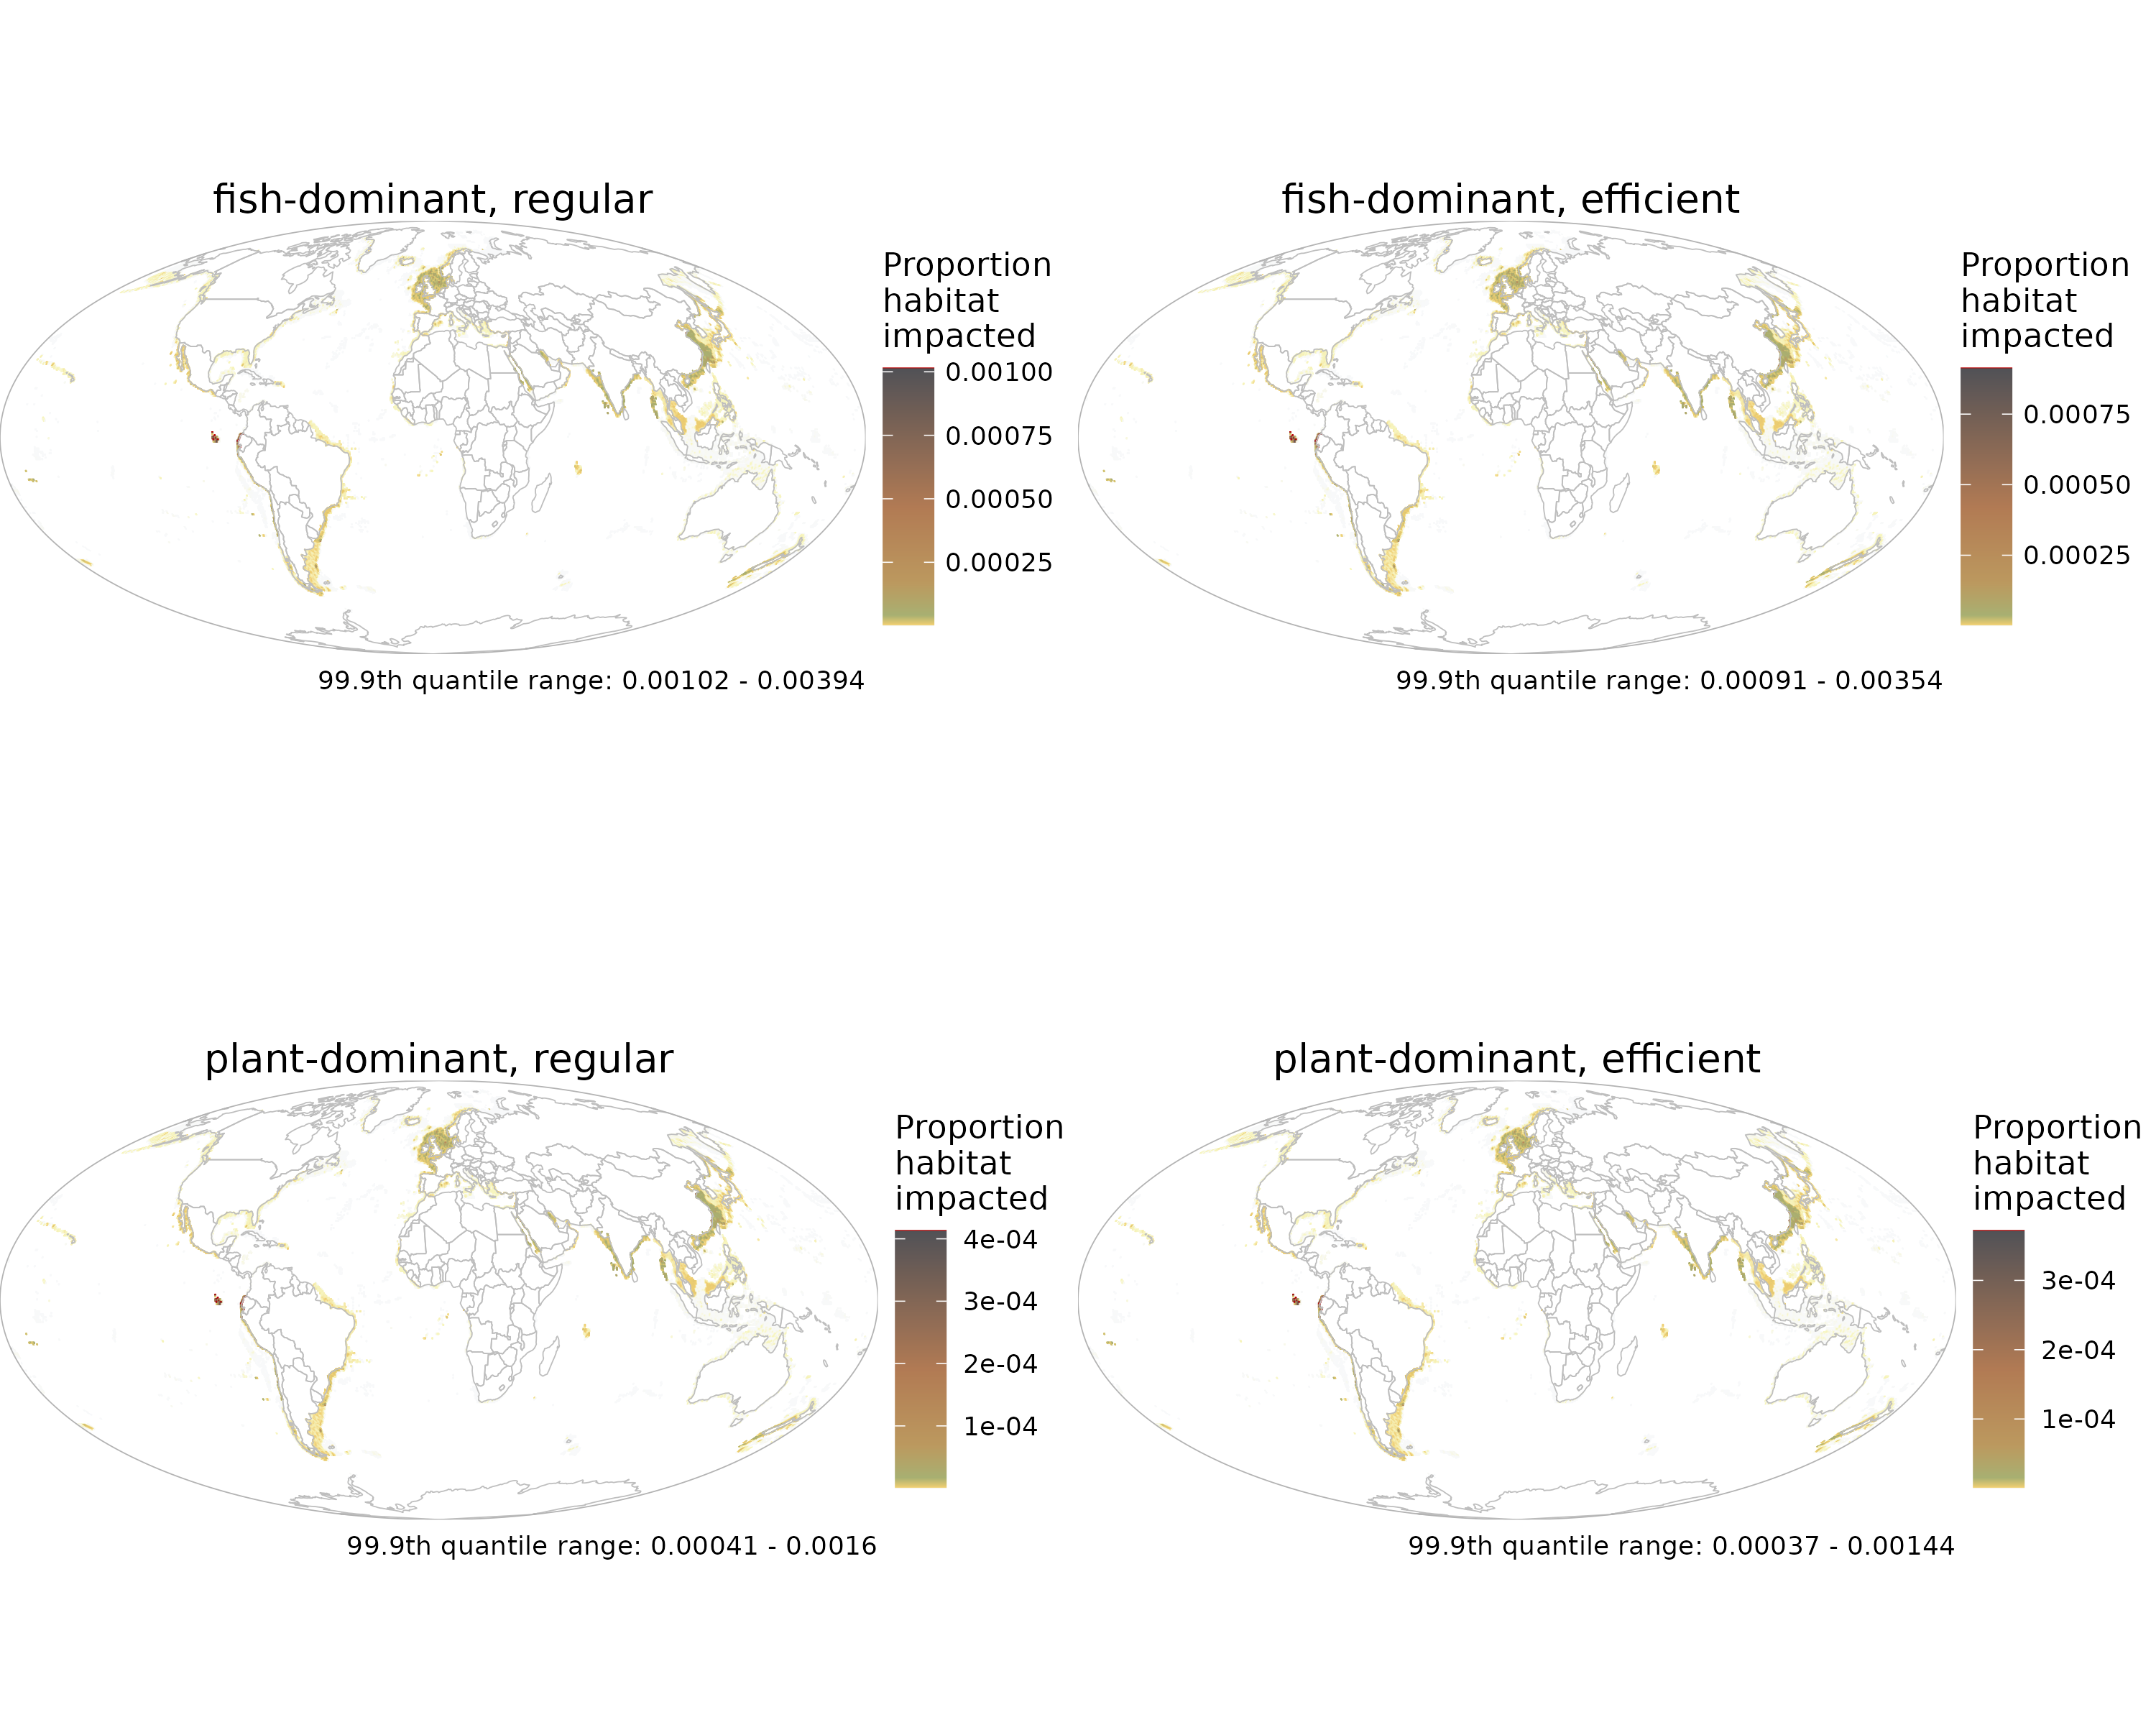 fish-dominant, regular
Proportion
habitat
impacted
0.00100
0.00075
0.00050
0.00025
99.9th quantile range: 0.00102 - 0.00394
fish-dominant, efficient
Proportion
habitat
impacted
0.00075
0.00050
0.00025
99.9th quantile range: 0.00091 - 0.00354
plant-dominant, regular
Proportion
habitat
impacted
4e-04
3e-04
2e-04
1e-04
99.9th quantile range: 0.00041 - 0.0016
plant-dominant, efficient
Proportion
habitat
impacted
3e-04
2e-04
1e-04
99.9th quantile range: 0.00037 - 0.00144